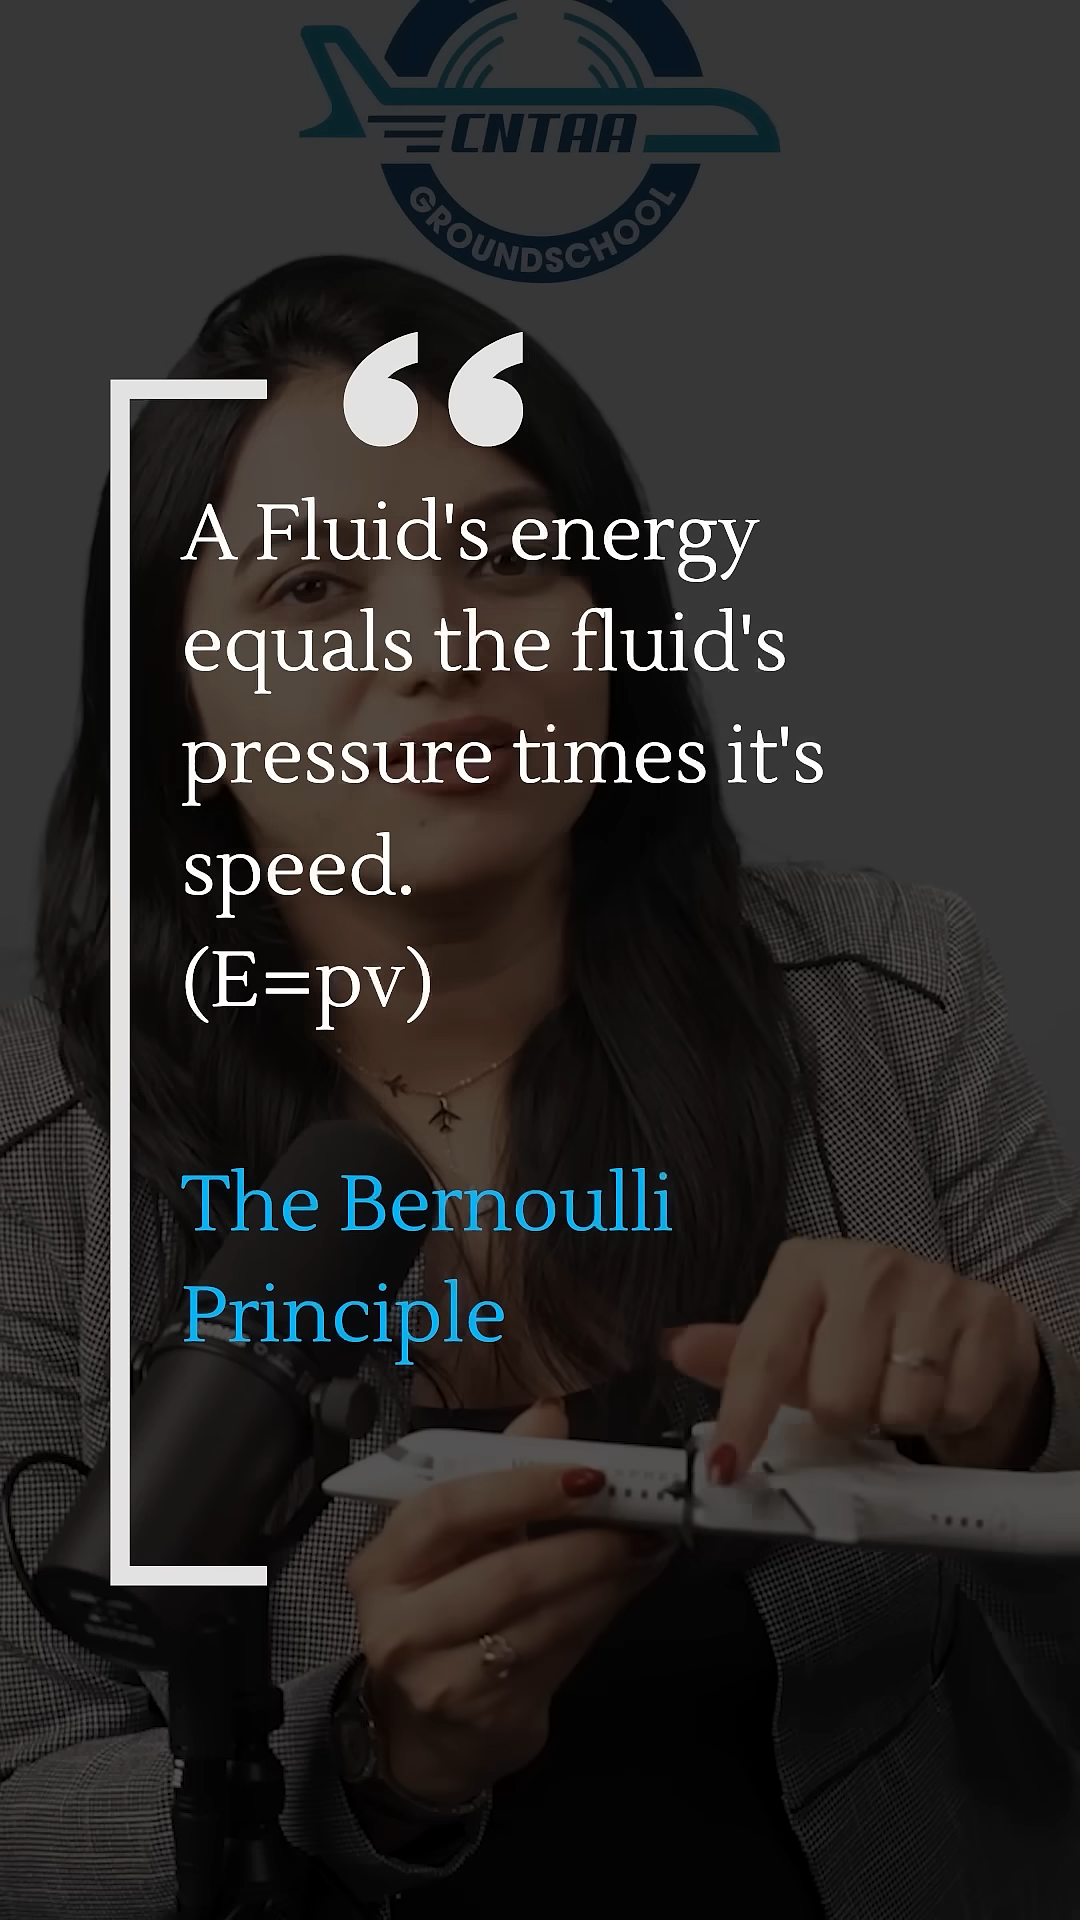 CNTAA
GROUNDSCHOOL
“
A Fluid's energy
equals the fluid's
pressure times it's
speed.
(E=pv)
The Bernoulli
Principle